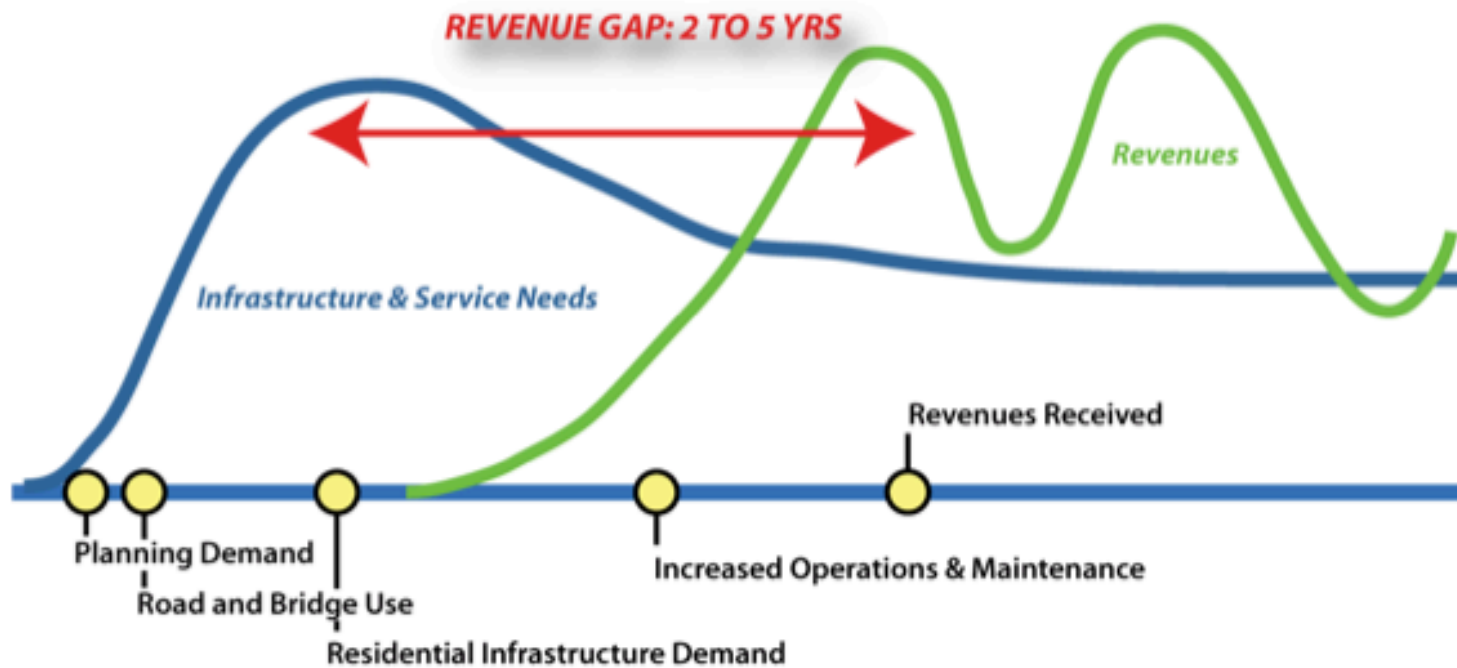 REVENUE GAP: 2 TO 5 YRS
Revenues
Infrastructure & Service Needs
Revenues Received
Planning Demand
Increased Operations & Maintenance
Road and Bridge Use
Residential Infrastructure Demand